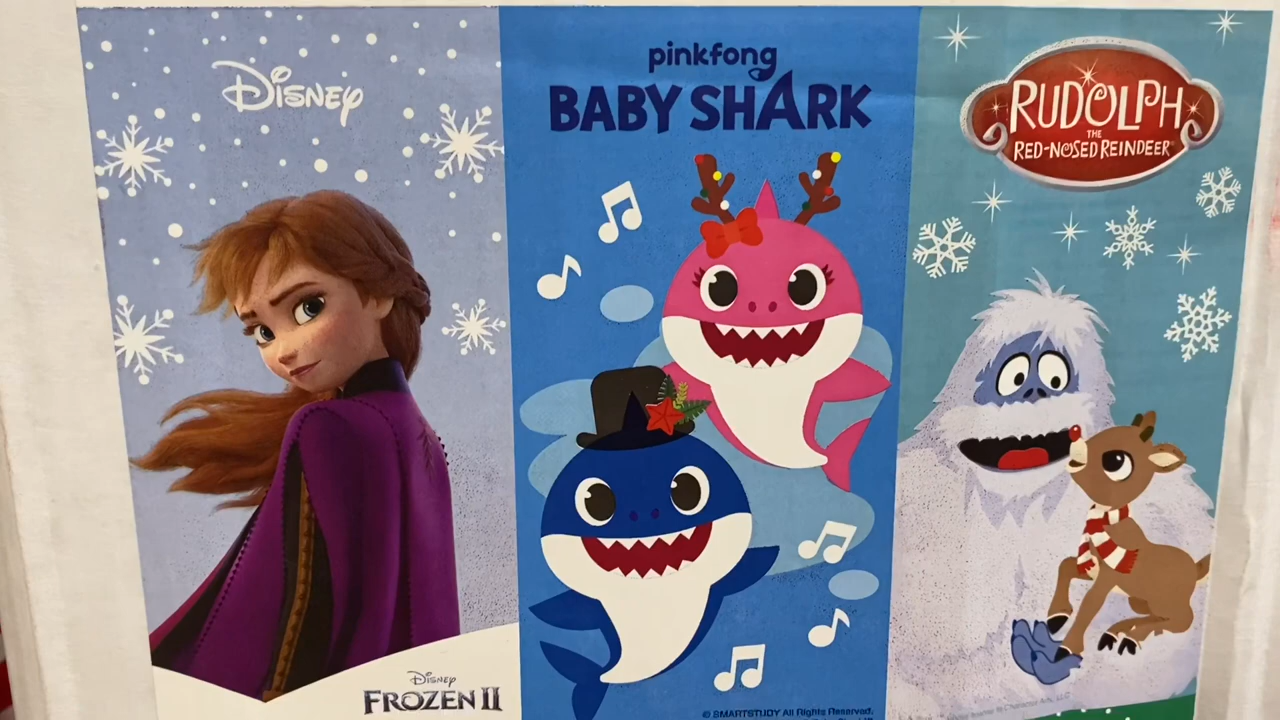 Disney
Disney
FROZEN II
pinkfong
BABY SHARK
© SMARTSTUDY All Rights Reserved.
RUDOLPH
THE
RED-NOSED REINDEER